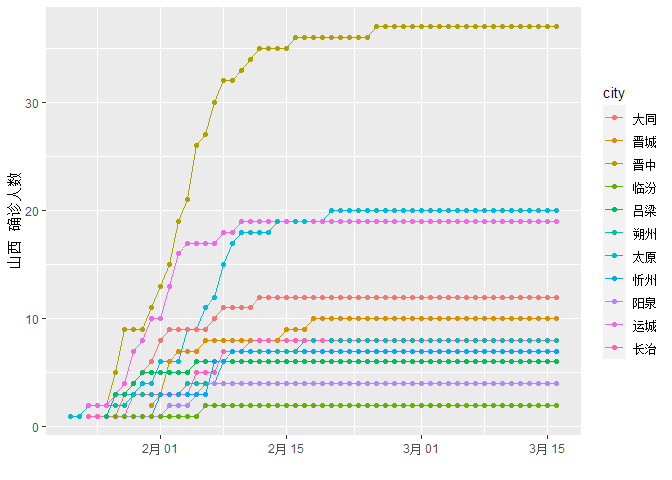 山西 确诊人数
30
20
10
0
2月 01
2月 15
3月 01
3月 15
city
大同
晋城
晋中
临汾
吕梁
朔州
太原
忻州
阳泉
运城
长治